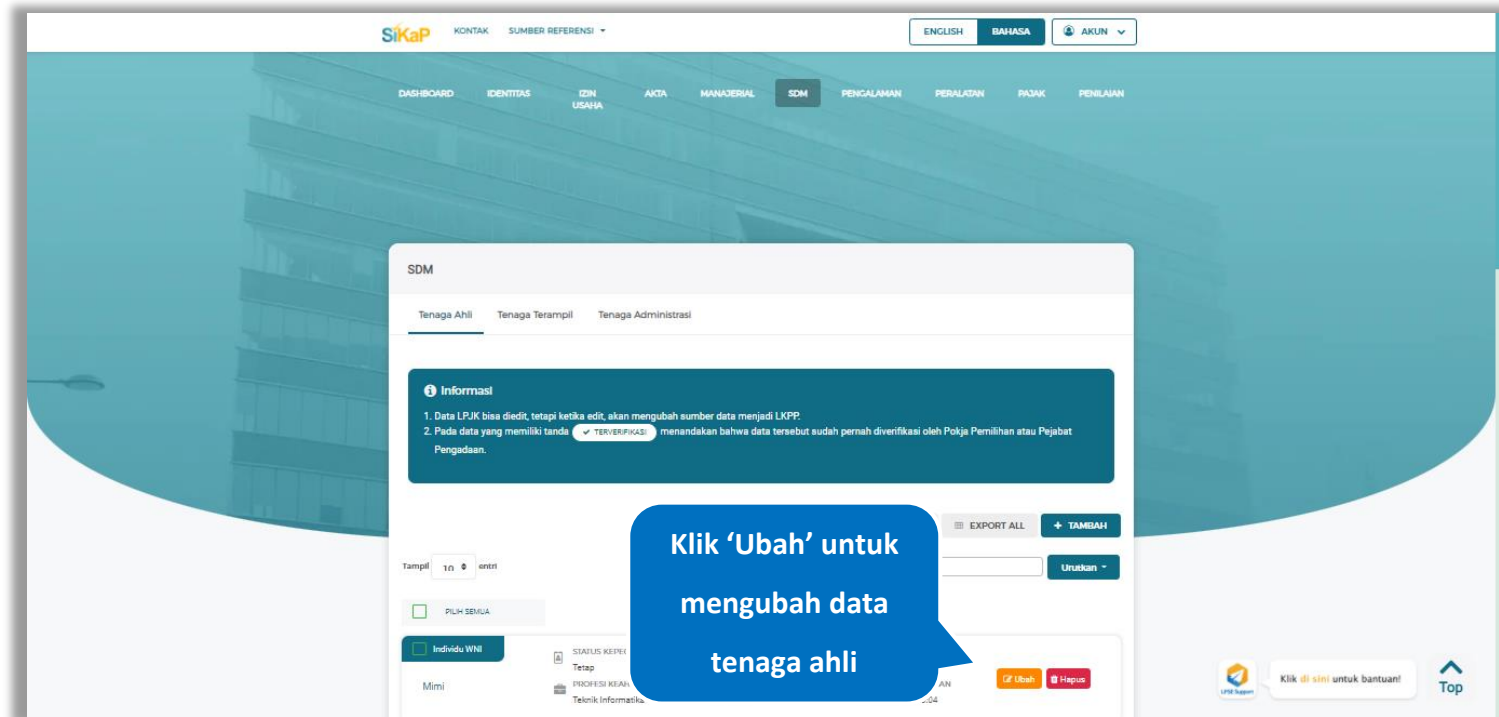 SiKaP KONTAK SUMBER REFERENSI ENGLISH BAHASA AKUN
DASHBOARD IDENTITAS IZIN USAHA AKTA MANAJERIAL SDM PENGALAMAN PERALATAN PAJAK PENILAIAN
SDM
Tenaga Ahli Tenaga Terampil Tenaga Administrasi
Informasi
1. Data LPJK bisa diedit, tetapi ketika edit, akan mengubah sumber data menjadi LKPP.
2. Pada data yang memiliki tanda TERVERIFIKASI menandakan bahwa data tersebut sudah pernah diverifikasi oleh Pokja Pemilihan atau Pejabat
Pengadaan.
EXPORT ALL + TAMBAH
Tampil 10 entri Urutkan
PILIH SEMUA
Klik ‘Ubah’ untuk
mengubah data
tenaga ahli
Individu WNI
Mimi
STATUS
Tetap
PROFESI
Teknik Informatika
Ubah Hapus
LPSE Support
Klik di sini untuk bantuan!
Top